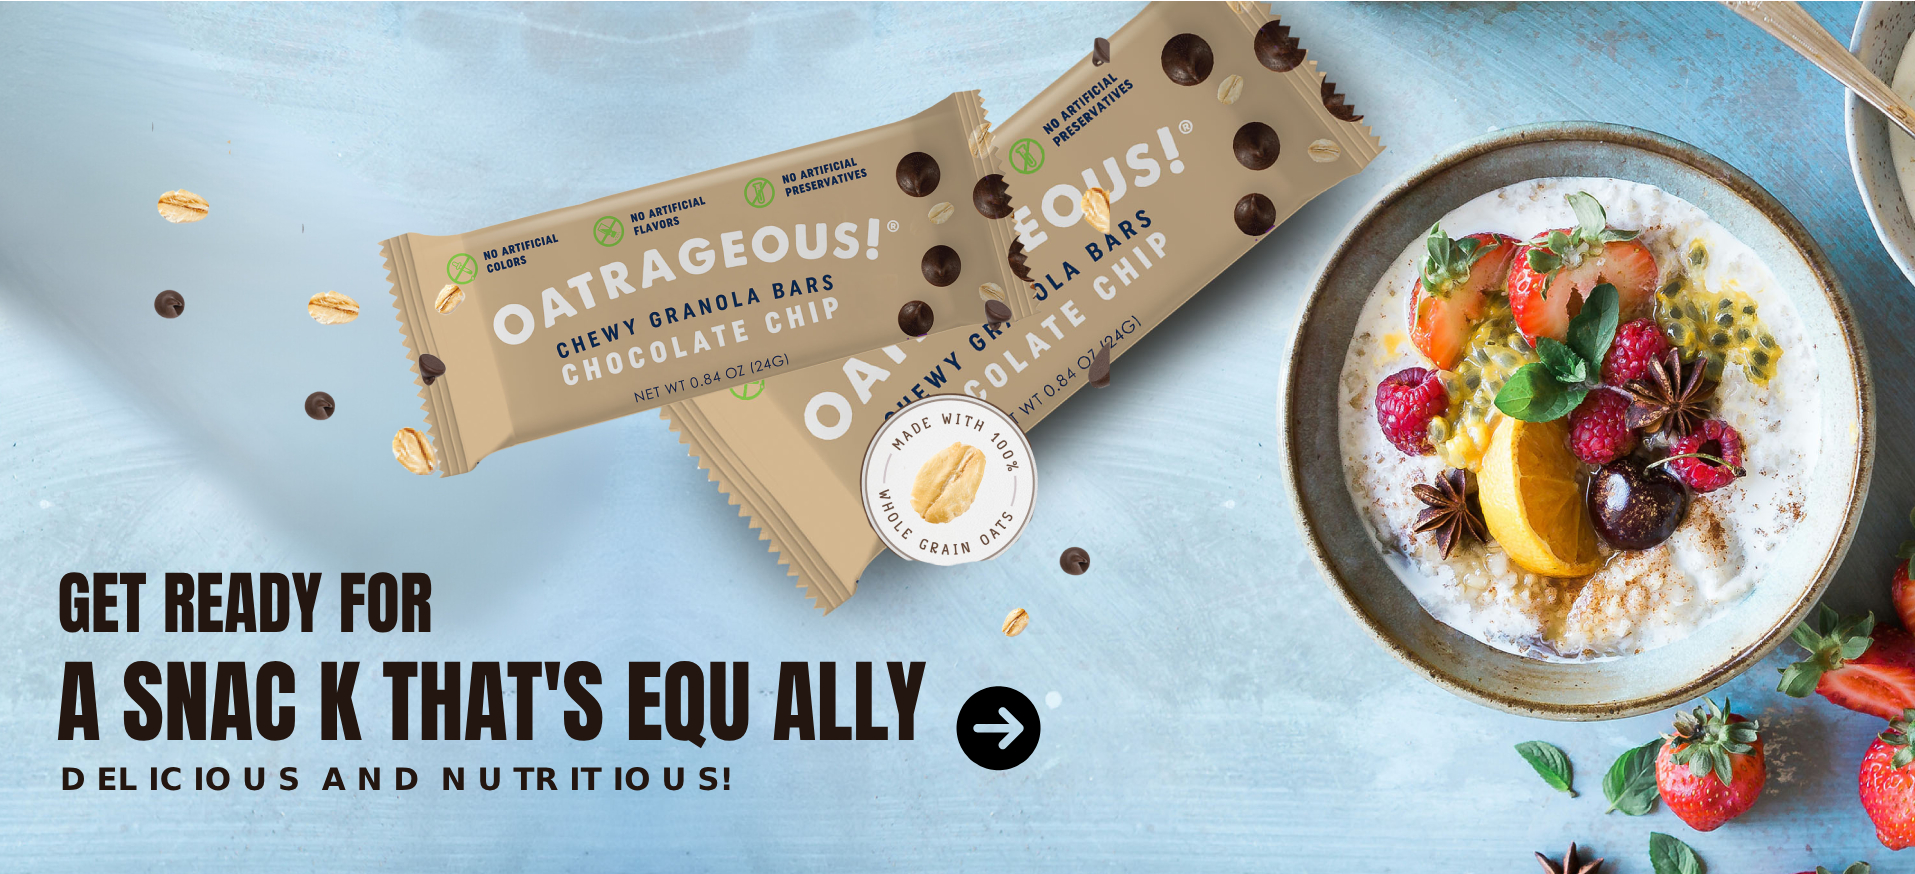 NO ARTIFICIAL
COLORS
NO ARTIFICIAL
FLAVORS
NO ARTIFICIAL
PRESERVATIVES
OATRAGEOUS!®
CHEWY GRANOLA BARS
CHOCOLATE CHIP
NET WT 0.84 OZ (24G)
NO ARTIFICIAL
PRESERVATIVES
EOUS!®
BARS
CHIP
WT 0.84 OZ (24G)
MADE WITH 100%
WHOLE GRAIN OATS
GET READY FOR
A SNAC K THAT'S EQU ALLY
D EL IC IO U S A N D N U TR IT IO U S!